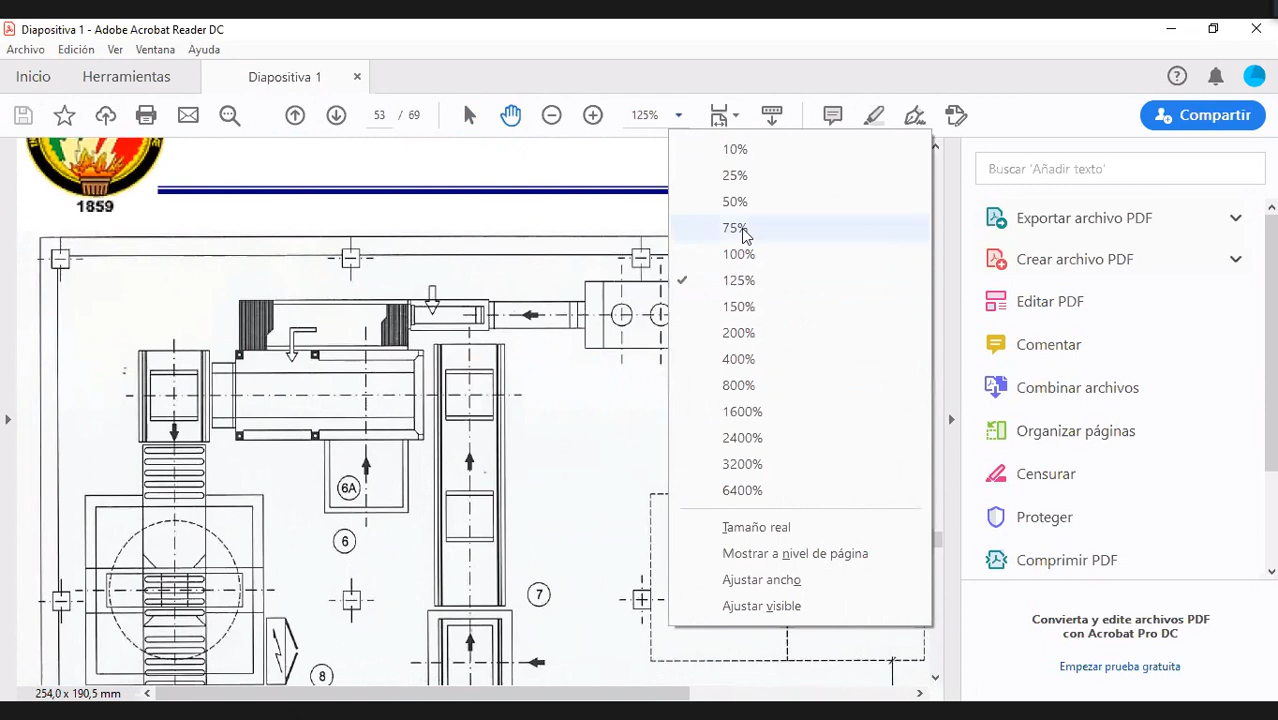 Diapositiva 1 - Adobe Acrobat Reader DC
Archivo Edición Ver Ventana Ayuda
Inicio Herramientas Diapositiva 1
53 / 69 125%
Compartir
1859
6A
6
7
8
10%
25%
50%
75%
100%
125%
150%
200%
400%
800%
1600%
2400%
3200%
6400%
Tamaño real
Mostrar a nivel de página
Ajustar ancho
Ajustar visible
Buscar 'Añadir texto'
Exportar archivo PDF
Crear archivo PDF
Editar PDF
Comentar
Combinar archivos
Organizar páginas
Censurar
Proteger
Comprimir PDF
Convierta y edite archivos PDF
con Acrobat Pro DC
Empezar prueba gratuita
254,0 x 190,5 mm